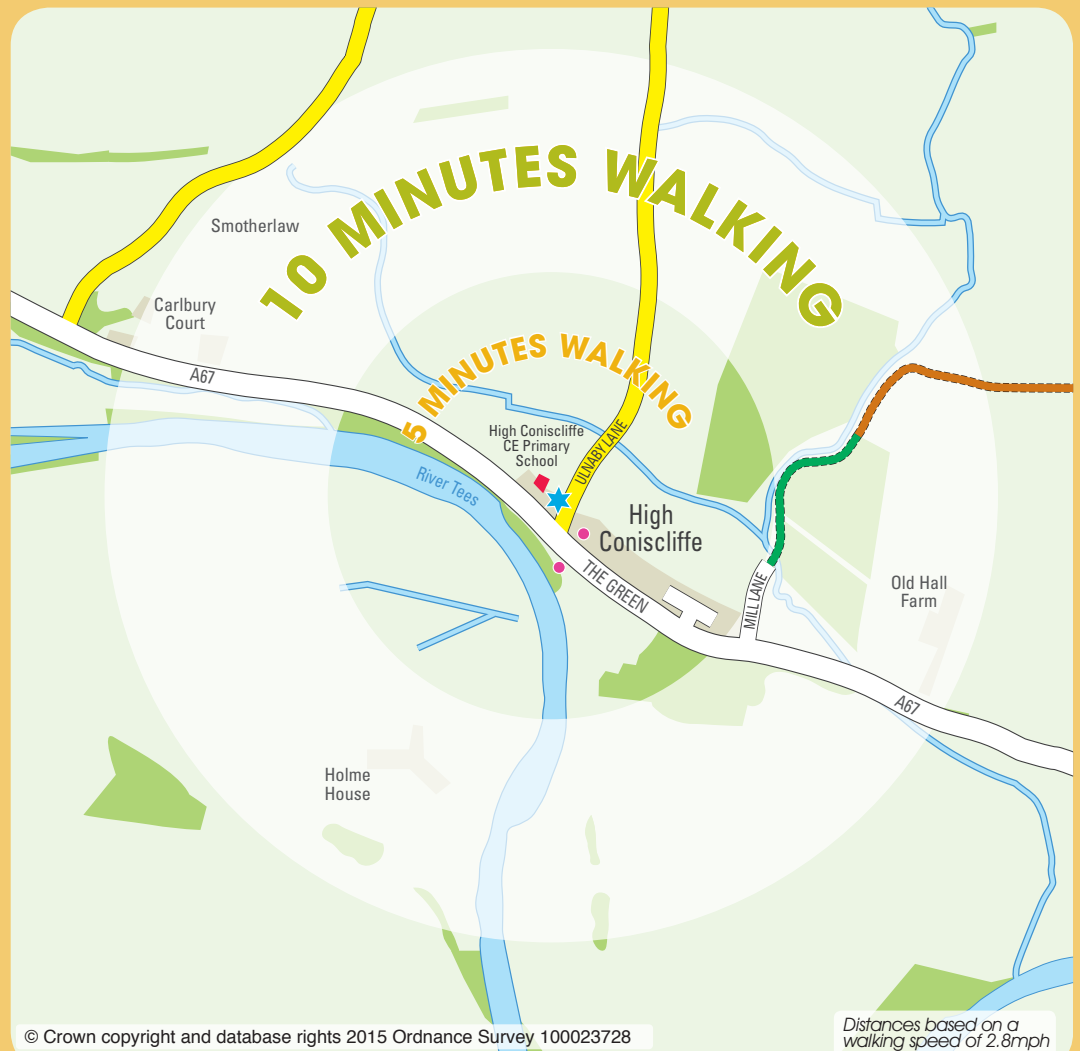 10 MINUTES WALKING
Smotherlaw
Carlbury
Court
A67
5 MINUTES WALKING
High Coniscliffe
CE Primary
School
ULNABY LANE
River Tees
High
Coniscliffe
THE GREEN
MILL LANE
Old Hall
Farm
A67
Holme
House
© Crown copyright and database rights 2015 Ordnance Survey 100023728
Distances based on a
walking speed of 2.8mph